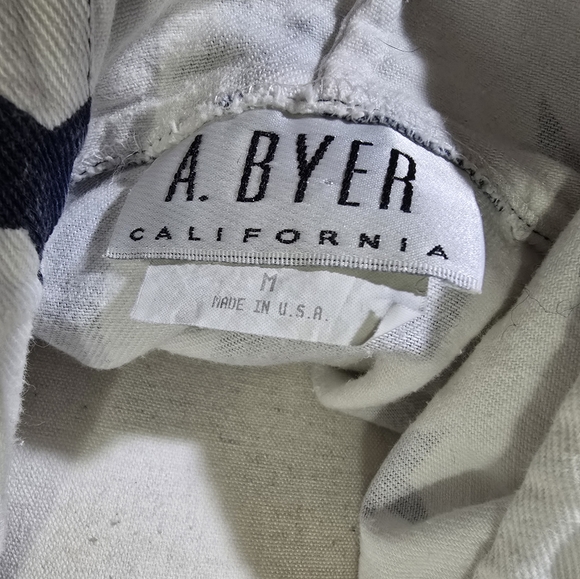 A. BYER
CALIFORNIA
M
MADE IN U.S.A.